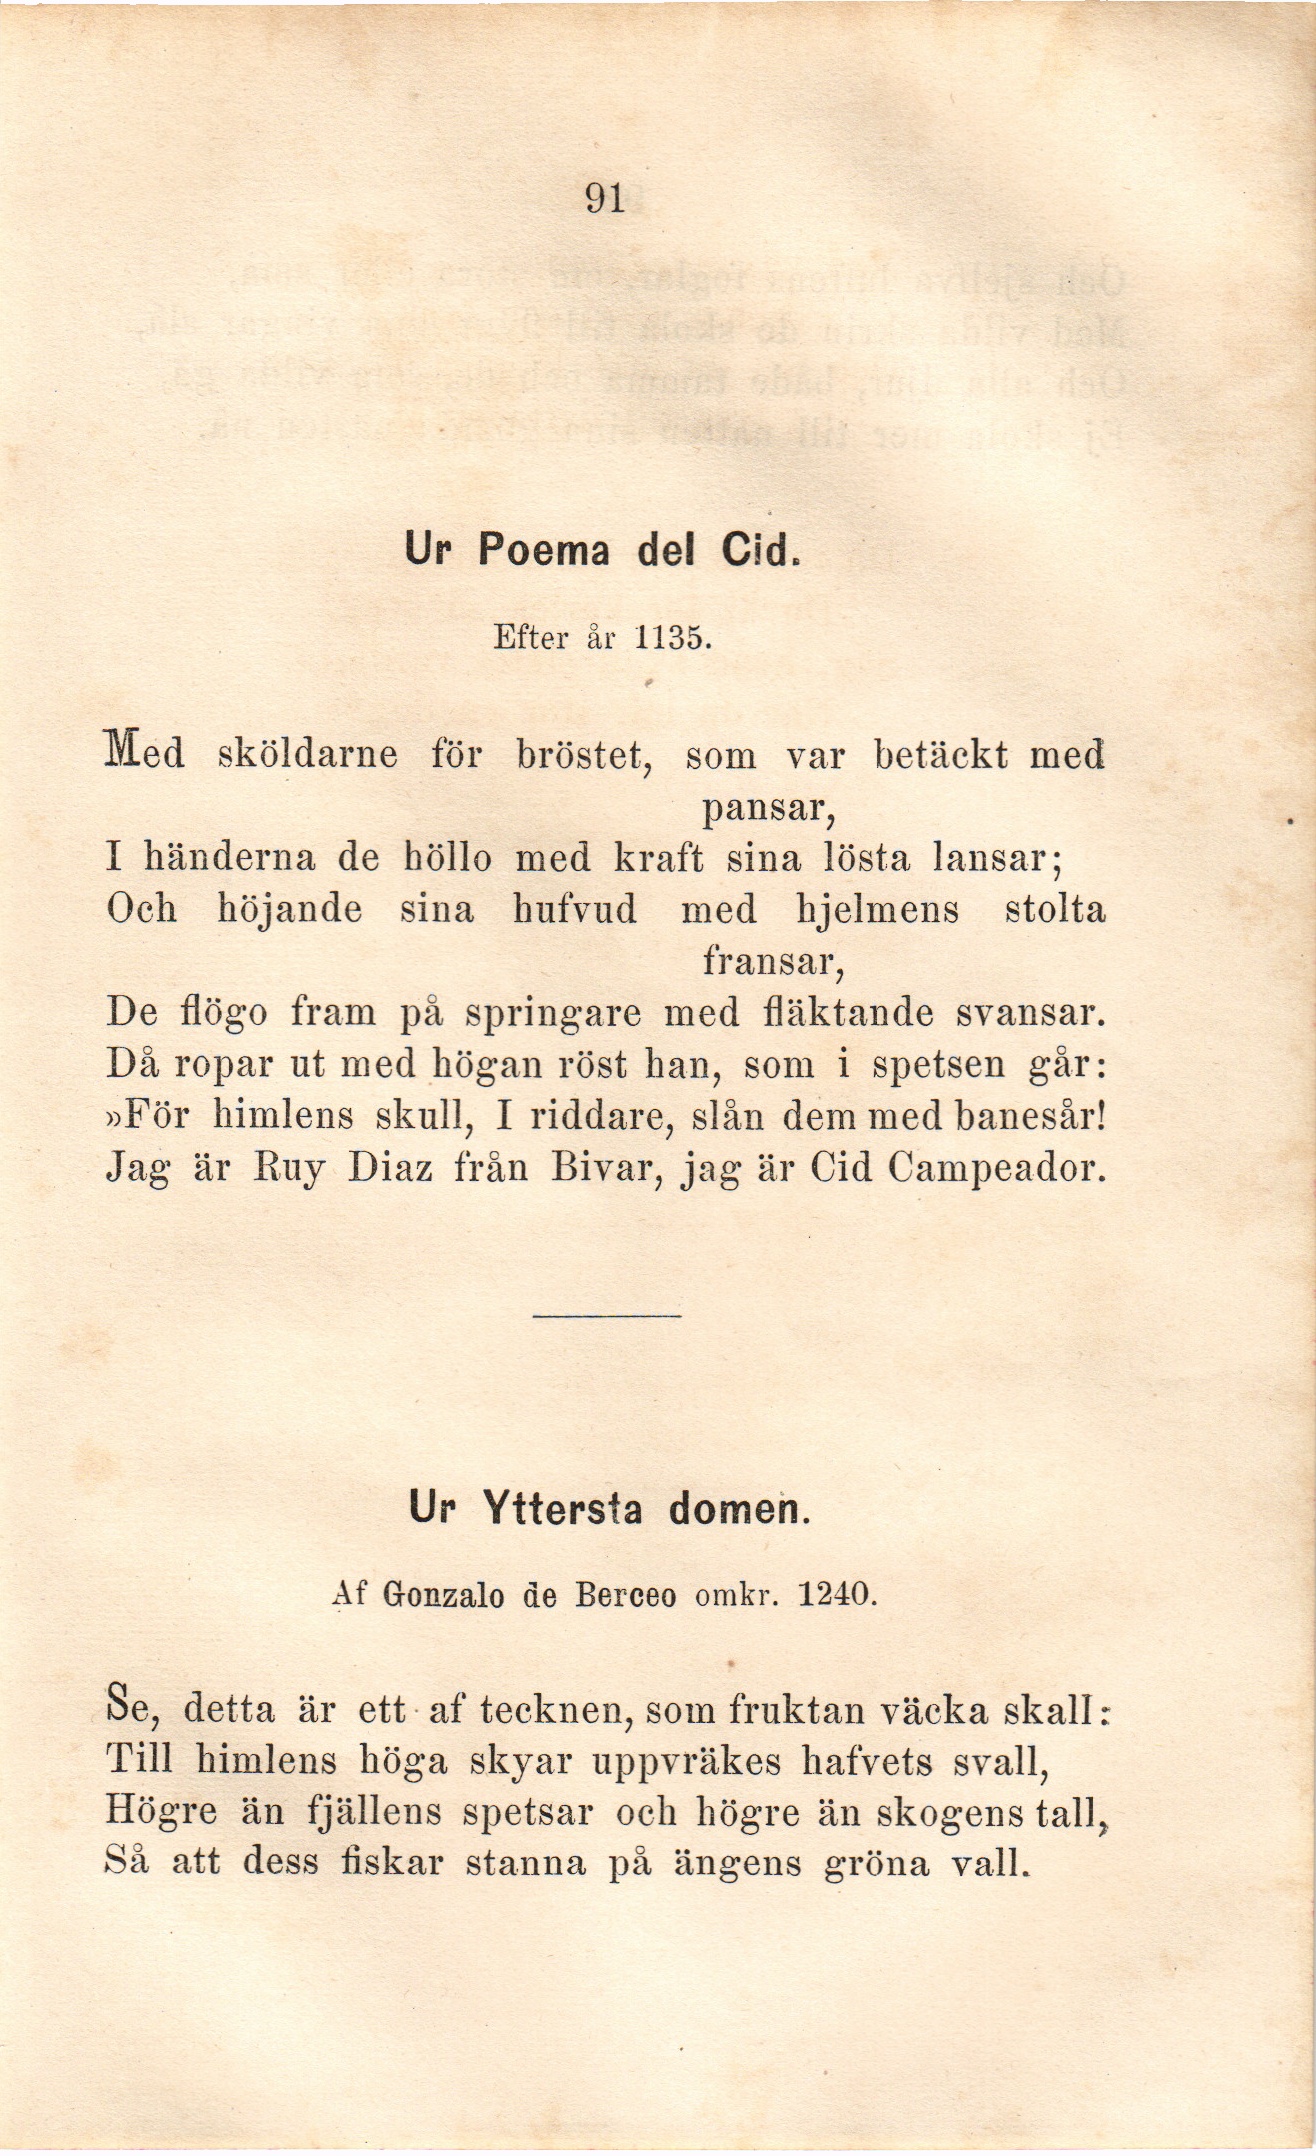 91
Ur Poema del Cid.
Efter år 1135.
Med sköldarne för bröstet, som var betäckt med
pansar,
I händerna de höllo med kraft sina lösta lansar;
Och höjande sina hufvud med hjelmens stolta
fransar,
De flögo fram på springare med fläktande svansar.
Då ropar ut med högan röst han, som i spetsen går:
»För himlens skull, I riddare, slån dem med banesår!
Jag är Ruy Diaz från Bivar, jag är Cid Campeador.
Ur Yttersta domen.
Af Gonzalo de Berceo omkr. 1240.
Se, detta är ett af tecknen, som fruktan väcka skall:
Till himlens höga skyar uppvräkes hafvets svall,
Högre än fjällens spetsar och högre än skogens tall,
Så att dess fiskar stanna på ängens gröna vall.